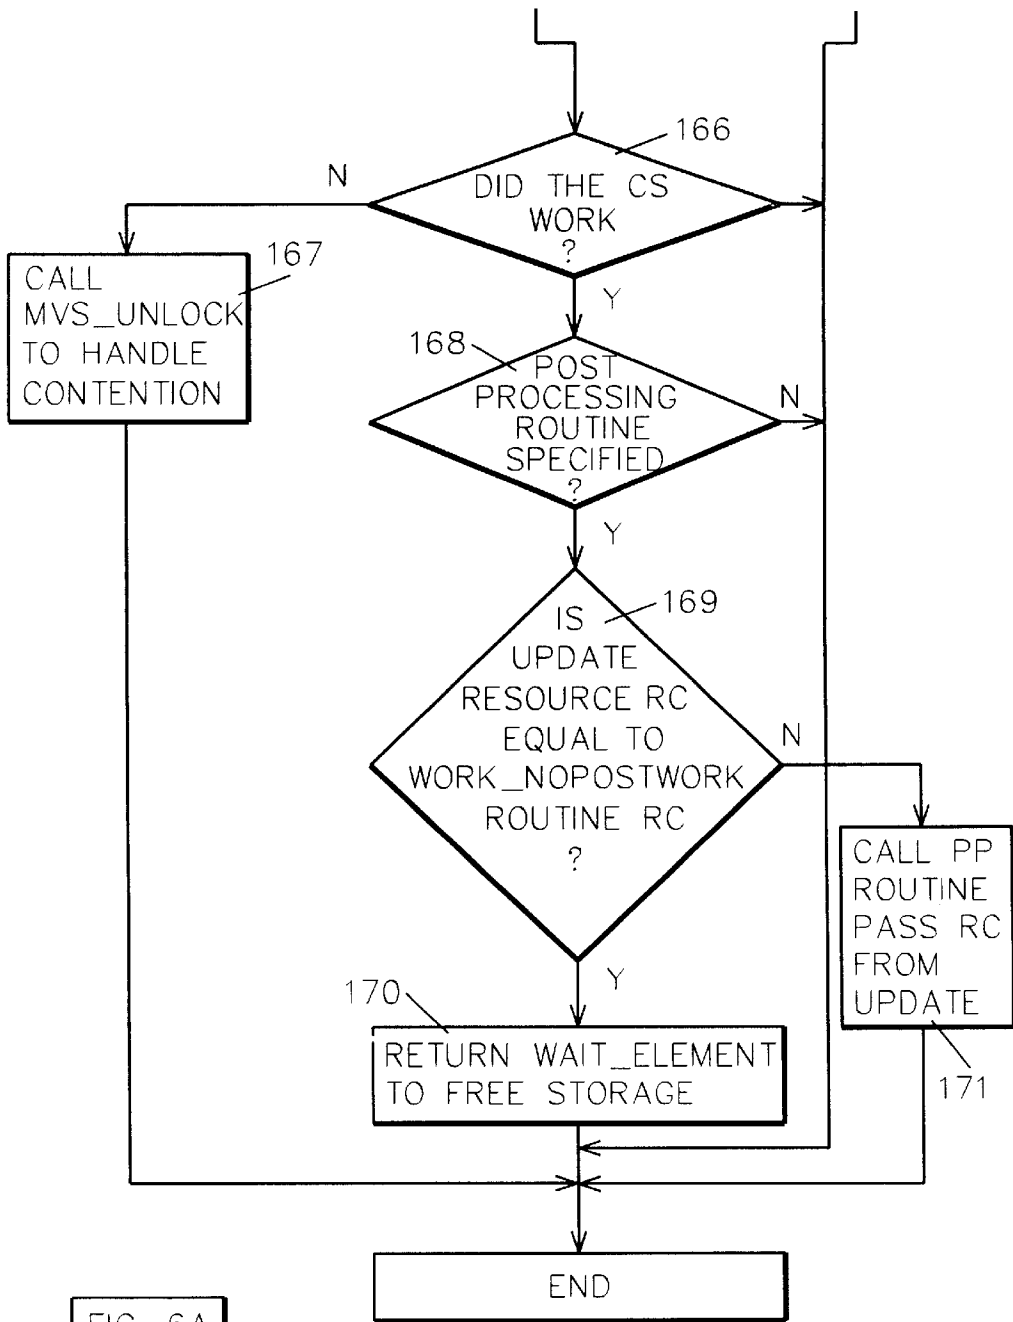 166
N
DID THE CS
WORK
?
167
CALL
MVS_UNLOCK
TO HANDLE
CONTENTION
Y
168
POST
PROCESSING
ROUTINE
SPECIFIED
?
N
Y
169
IS
UPDATE
RESOURCE RC
EQUAL TO
WORK_NOPOSTWORK
ROUTINE RC
?
N
CALL PP
ROUTINE
PASS RC
FROM
UPDATE
171
Y
170
RETURN WAIT_ELEMENT
TO FREE STORAGE
END
FIG. 6A